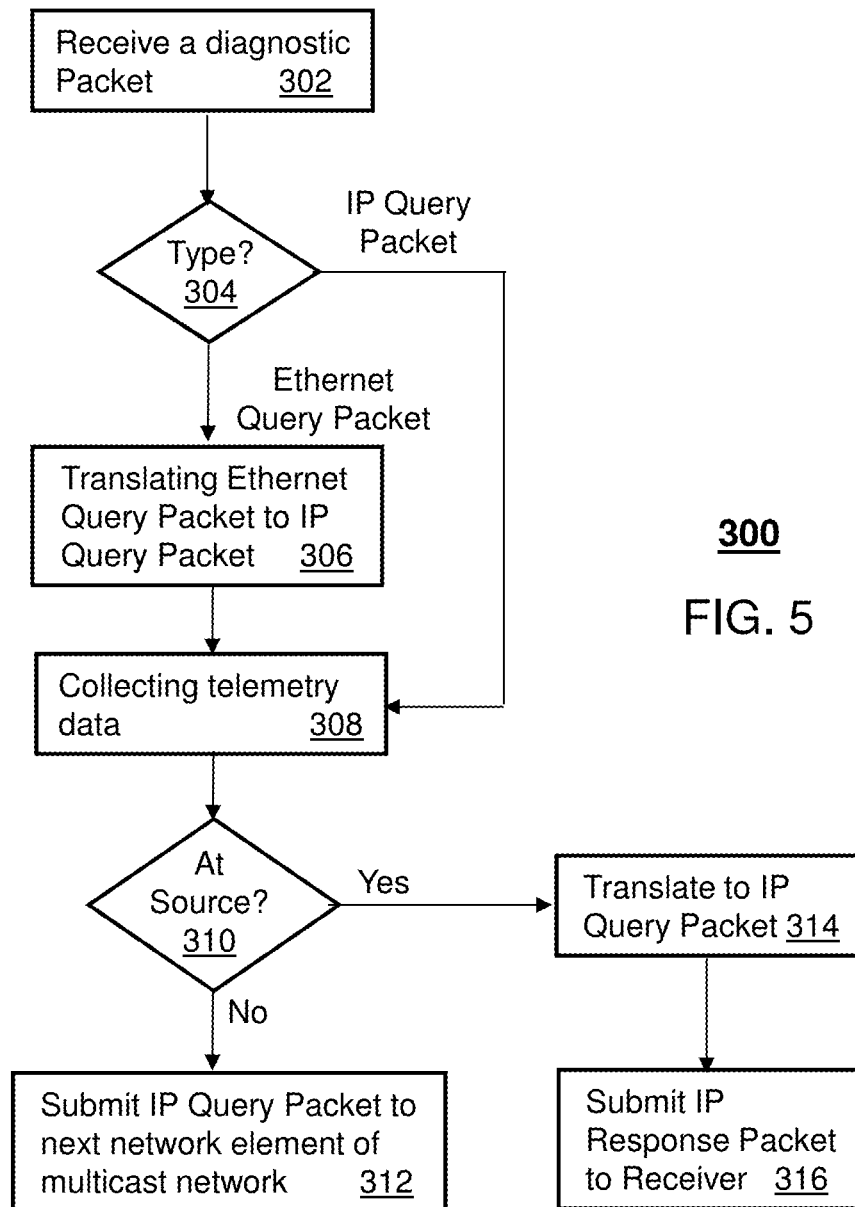 Receive a diagnostic
Packet 302
IP Query
Packet
Type?
304
Ethernet
Query Packet
Translating Ethernet
Query Packet to IP
Query Packet 306
300
FIG. 5
Collecting telemetry
data 308
At
Source?
310
Yes
Translate to IP
Query Packet 314
No
Submit IP Query Packet to
next network element of
multicast network 312
Submit IP
Response Packet
to Receiver 316